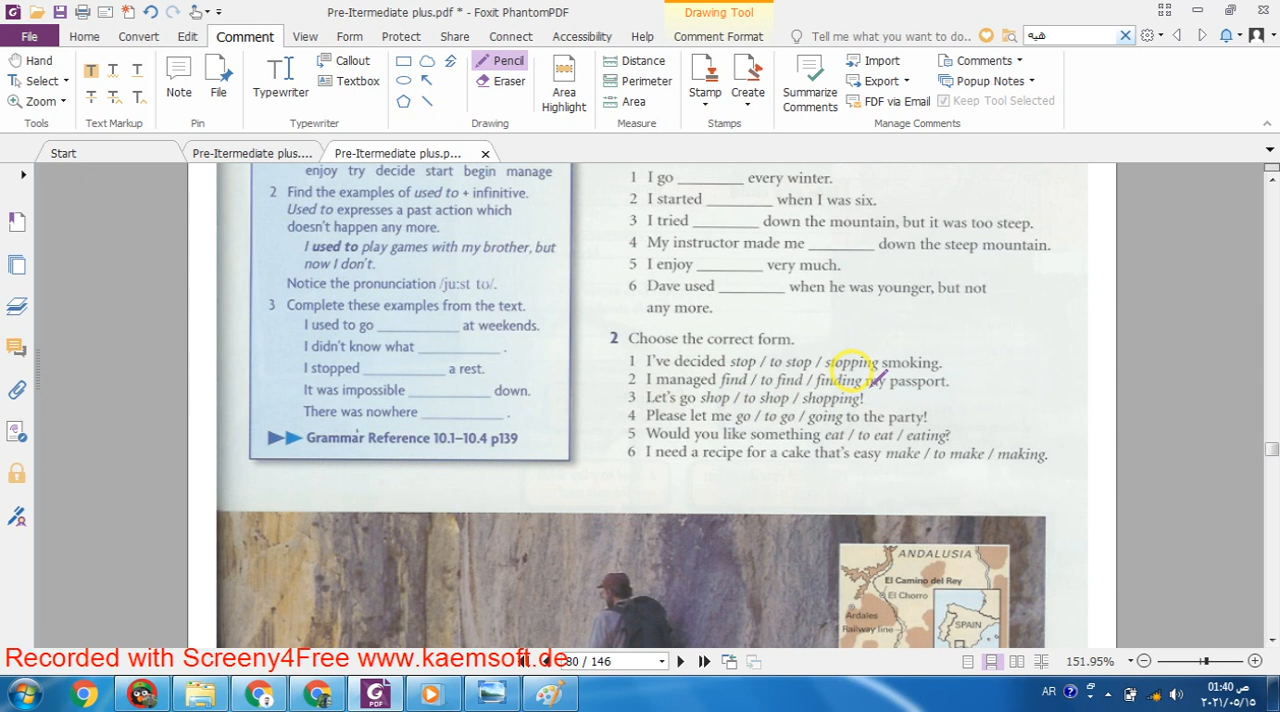 Pre-Itermediate plus.pdf * - Foxit PhantomPDF
Drawing Tool
File Home Convert Edit Comment View Form Protect Share Connect Accessibility Help Comment Format Tell me what you want to do..
Hand Select Zoom Tools
Text Markup
Note File Pin
Typewriter Callout Textbox Typewriter
Pencil Eraser Drawing
Area Highlight
Distance Perimeter Area Measure
Stamp Create Stamps
Summarize Comments Import Export FDF via Email Comments Popup Notes Keep Tool Selected Manage Comments
Start Pre-Itermediate plus.... Pre-Itermediate plus.p...
enjoy try decide start begin manage
2 Find the examples of used to + infinitive.
Used to expresses a past action which
doesn't happen any more.
I used to play games with my brother, but
now I don't.
Notice the pronunciation /juːst tʊ/.
3 Complete these examples from the text.
I used to go ____________ at weekends.
I didn't know what ____________ .
I stopped ____________ a rest.
It was impossible ____________ down.
There was nowhere ____________ .
Grammar Reference 10.1–10.4 p139
1 I go ________ every winter.
2 I started ________ when I was six.
3 I tried ________ down the mountain, but it was too steep.
4 My instructor made me ________ down the steep mountain.
5 I enjoy ________ very much.
6 Dave used ________ when he was younger, but not
any more.
2 Choose the correct form.
1 I've decided stop / to stop / stopping smoking.
2 I managed find / to find / finding my passport.
3 Let's go shop / to shop / shopping!
4 Please let me go / to go / going to the party!
5 Would you like something eat / to eat / eating?
6 I need a recipe for a cake that's easy make / to make / making.
ANDALUSIA
El Camino del Rey
El Chorro
Ardales
Railway line
SPAIN
Recorded with Screeny4Free www.kaemsoft.de
80 / 146
151.95%
AR
01:40 ص
٢٠٢١/٠٥/١٥